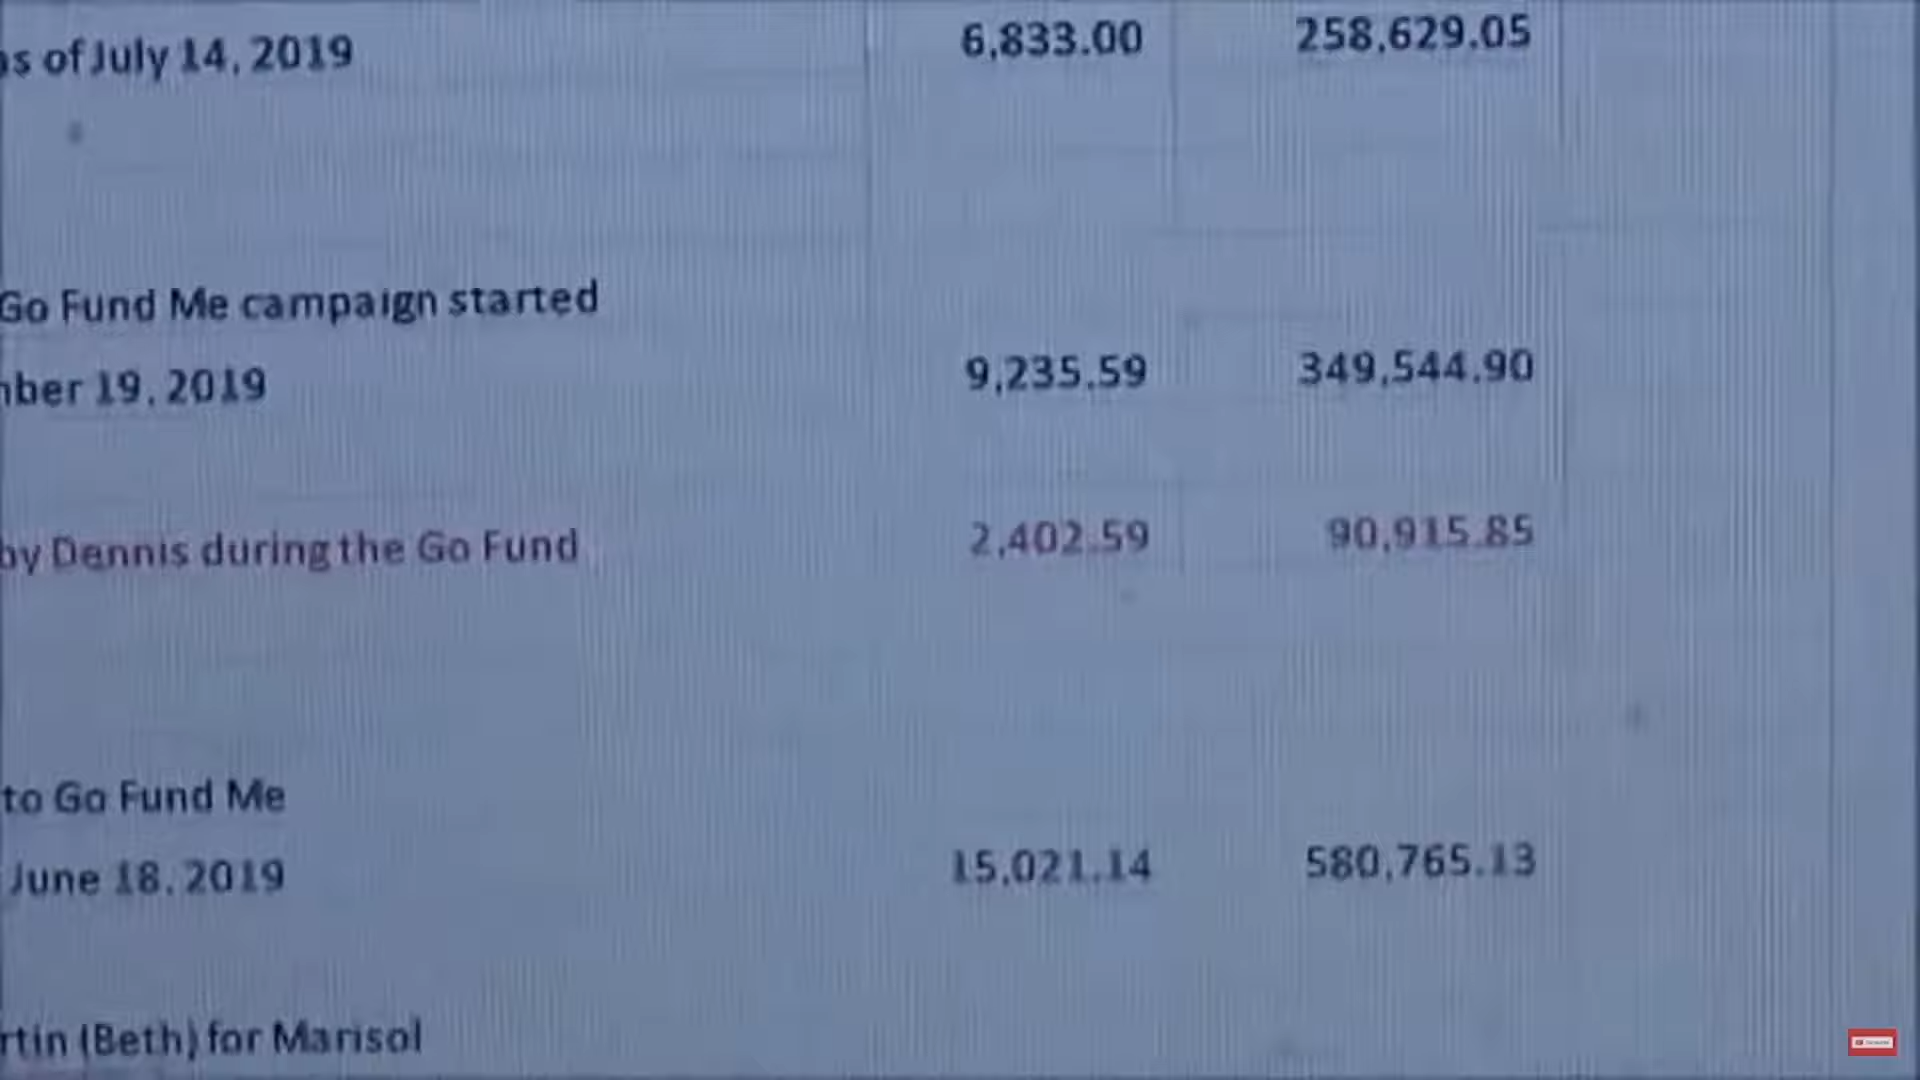 as of July 14, 2019 6,833.00 258,629.05
Go Fund Me campaign started
mber 19, 2019 9,235.59 349,544.90
by Dennis during the Go Fund 2,402.59 90,915.85
to Go Fund Me
June 18, 2019 15,021.14 580,765.13
rtin (Beth) for Marisol